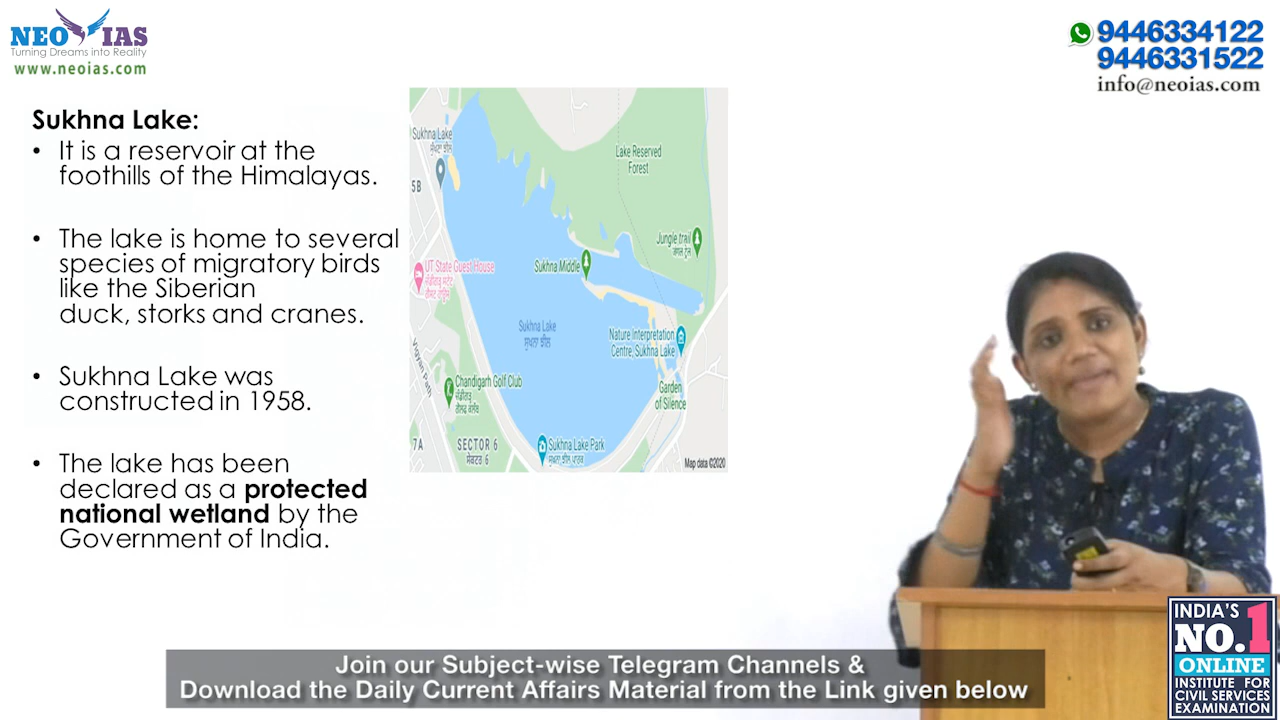 NEO IAS
Turning Dreams into Reality
www.neoias.com
9446334122
9446331522
info@neoias.com
Sukhna Lake:
• It is a reservoir at the
foothills of the Himalayas.
• The lake is home to several
species of migratory birds
like the Siberian
duck, storks and cranes.
• Sukhna Lake was
constructed in 1958.
• The lake has been
declared as a protected
national wetland by the
Government of India.
Sukhna Lake
ਸੁਖਨਾ ਝੀਲ
5B
Lake Reserved
Forest
Jungle trail
Sukhna Middle
UT State Guest House
Sukhna Lake
ਸੁਖਨਾ ਝੀਲ
Nature Interpretation
Centre, Sukhna Lake
Vigyan Path
Chandigarh Golf Club
Garden
of Silence
7A
SECTOR 6
ਸੈਕਟਰ 6
Sukhna Lake Park
Map data ©2020
INDIA'S
NO.1
ONLINE
INSTITUTE FOR
CIVIL SERVICES
EXAMINATION
Join our Subject-wise Telegram Channels &
Download the Daily Current Affairs Material from the Link given below